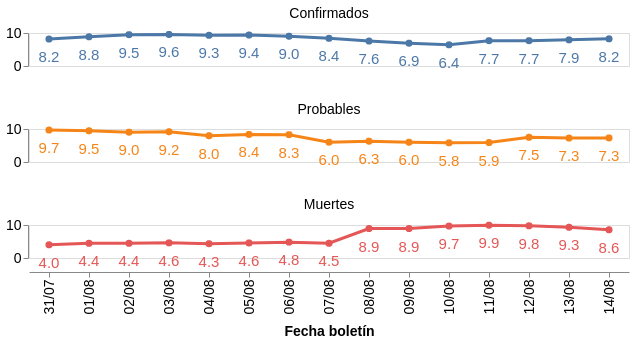 Confirmados
10
0
8.2 8.8 9.5 9.6 9.3 9.4 9.0 8.4 7.6 6.9 6.4 7.7 7.7 7.9 8.2
Probables
10
0
9.7 9.5 9.0 9.2 8.0 8.4 8.3 6.0 6.3 6.0 5.8 5.9 7.5 7.3 7.3
Muertes
10
0
4.0 4.4 4.4 4.6 4.3 4.6 4.8 4.5 8.9 8.9 9.7 9.9 9.8 9.3 8.6
31/07 01/08 02/08 03/08 04/08 05/08 06/08 07/08 08/08 09/08 10/08 11/08 12/08 13/08 14/08
Fecha boletín